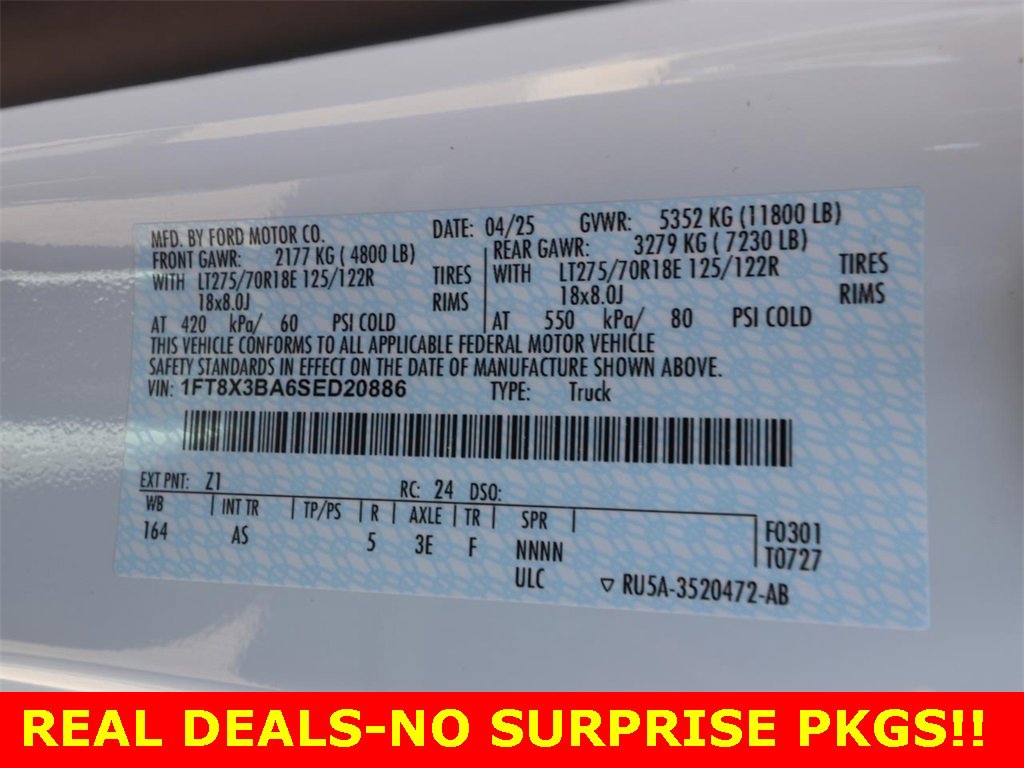 MFD. BY FORD MOTOR CO. DATE: 04/25 GVWR: 5352 KG (11800 LB)
FRONT GAWR: 2177 KG ( 4800 LB) REAR GAWR: 3279 KG ( 7230 LB)
WITH LT275/70R18E 125/122R TIRES WITH LT275/70R18E 125/122R TIRES
18x8.0J RIMS 18x8.0J RIMS
AT 420 kPa/ 60 PSI COLD AT 550 kPa/ 80 PSI COLD
THIS VEHICLE CONFORMS TO ALL APPLICABLE FEDERAL MOTOR VEHICLE
SAFETY STANDARDS IN EFFECT ON THE DATE OF MANUFACTURE SHOWN ABOVE.
VIN: 1FT8X3BA6SED20886 TYPE: Truck
EXT PNT: Z1 RC: 24 DSO:
WB INT TR TP/PS R AXLE TR SPR F0301
164 AS 5 3E F NNNN T0727
ULC ▽ RU5A-3520472-AB
REAL DEALS-NO SURPRISE PKGS!!